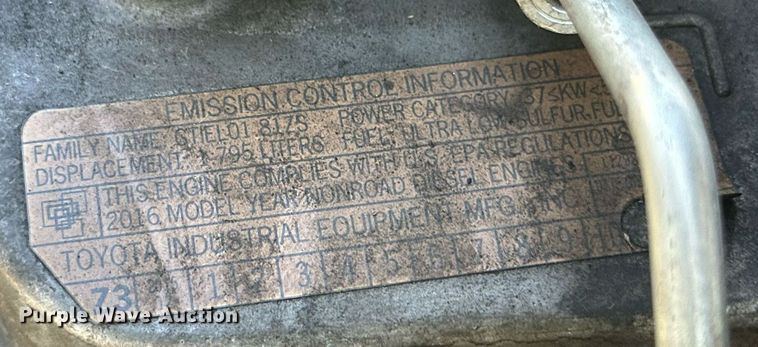 EMISSION CONTROL INFORMATION
FAMILY NAME: GTIEL01.8175 POWER CATEGORY: 37≤KW<
DISPLACEMENT: 1.795 LITERS FUEL: ULTRA LOW SULFUR FU
THIS ENGINE COMPLIES WITH U.S. EPA REGULATIONS
2016 MODEL YEAR NONROAD DIESEL ENGINES.
TOYOTA INDUSTRIAL EQUIPMENT MFG., INC.
73 1 2 3 4 5 6 7 8 9
Purple Wave Auction